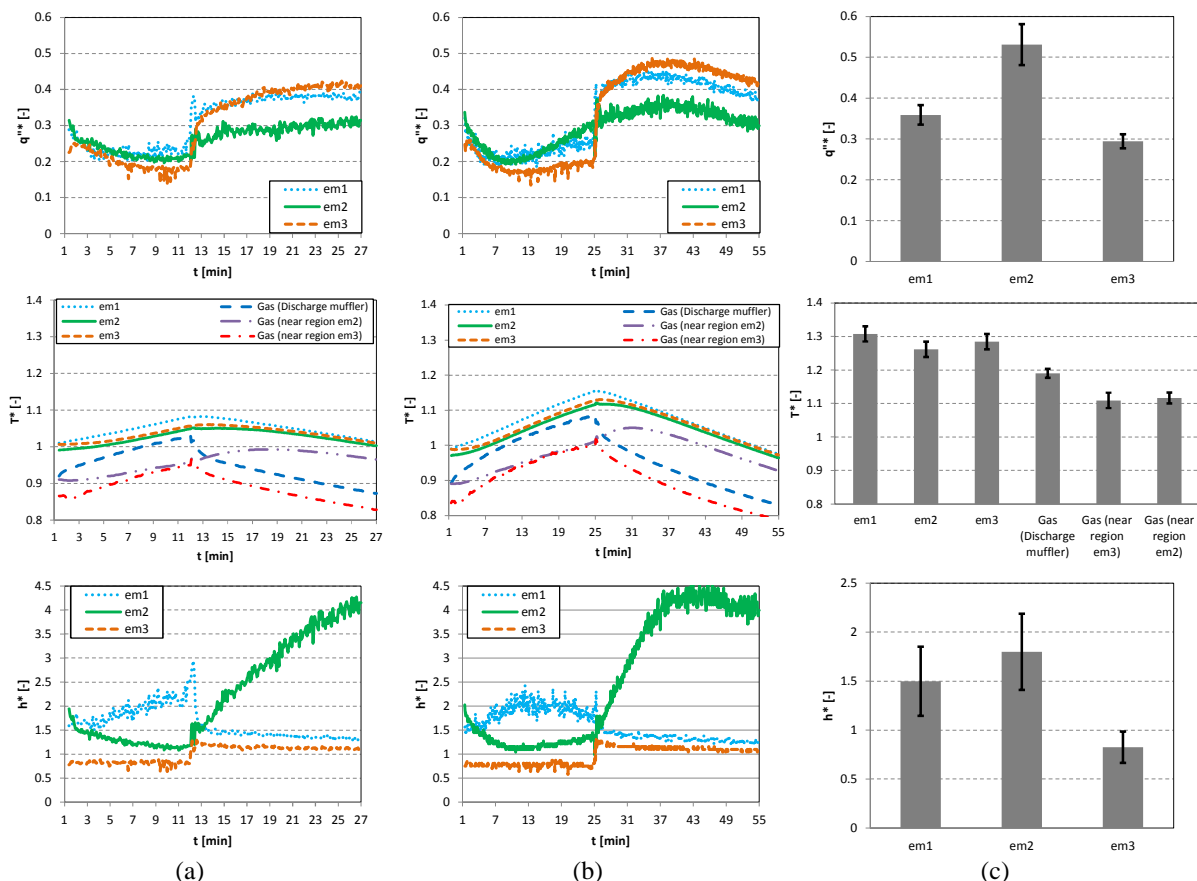 0.6
0.5
0.4
0.3
0.2
0.1
0
q''* [-]
em1
em2
em3
1 3 5 7 9 11 13 15 17 19 21 23 25 27
t [min]
0.6
0.5
0.4
0.3
0.2
0.1
0
q''* [-]
em1
em2
em3
1 7 13 19 25 31 37 43 49 55
t [min]
0.6
0.5
0.4
0.3
0.2
0.1
0
q''* [-]
em1 em2 em3
1.4
1.3
1.2
1.1
1
0.9
0.8
T* [-]
em1 Gas (Discharge muffler)
em2 Gas (near region em2)
em3 Gas (near region em3)
1 3 5 7 9 11 13 15 17 19 21 23 25 27
t [min]
1.4
1.3
1.2
1.1
1
0.9
0.8
T* [-]
em1 Gas (Discharge muffler)
em2 Gas (near region em2)
em3 Gas (near region em3)
1 7 13 19 25 31 37 43 49 55
t [min]
1.4
1.3
1.2
1.1
1
0.9
0.8
T* [-]
em1 em2 em3 Gas Gas (near Gas (near
(Discharge region region
muffler) em3) em2)
4.5
4
3.5
3
2.5
2
1.5
1
0.5
0
h* [-]
em1
em2
em3
1 3 5 7 9 11 13 15 17 19 21 23 25 27
t [min]
4.5
4
3.5
3
2.5
2
1.5
1
0.5
0
h* [-]
em1
em2
em3
1 7 13 19 25 31 37 43 49 55
t [min]
2.5
2
1.5
1
0.5
0
h* [-]
em1 em2 em3
(a) (b) (c)